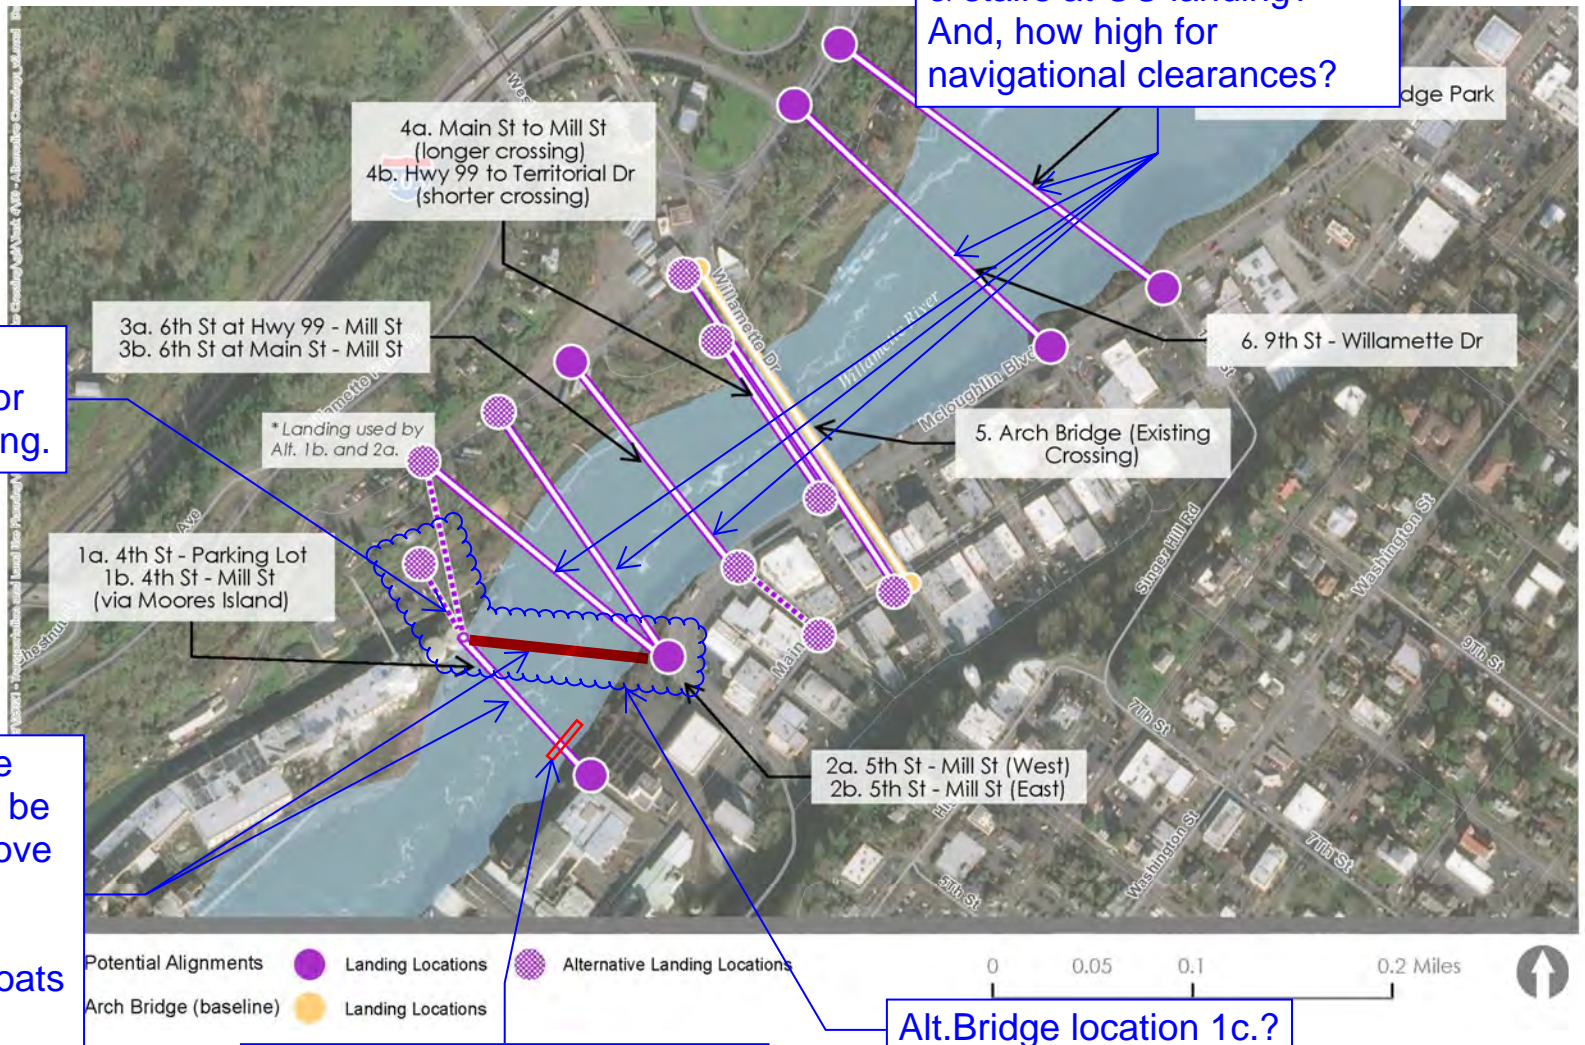 And, how high for
navigational clearances?
dge Park
4a. Main St to Mill St
(longer crossing)
4b. Hwy 99 to Territorial Dr
(shorter crossing)
3a. 6th St at Hwy 99 - Mill St
3b. 6th St at Main St - Mill St
Willamette Dr
Willamette River
Mcloughlin Blvd
6. 9th St - Willamette Dr
or
ng.
*Landing used by
Alt. 1b. and 2a.
5. Arch Bridge (Existing
Crossing)
Ave
1a. 4th St - Parking Lot
1b. 4th St - Mill St
(via Moores Island)
Singer Hill Rd
Washington St
9Th St
Main
7Th St
2a. 5th St - Mill St (West)
2b. 5th St - Mill St (East)
e
be
ove
oats
Washington St
7Th St
5Th St
Potential Alignments
Landing Locations
Alternative Landing Locations
Arch Bridge (baseline)
Landing Locations
0 0.05 0.1 0.2 Miles
Alt.Bridge location 1c.?